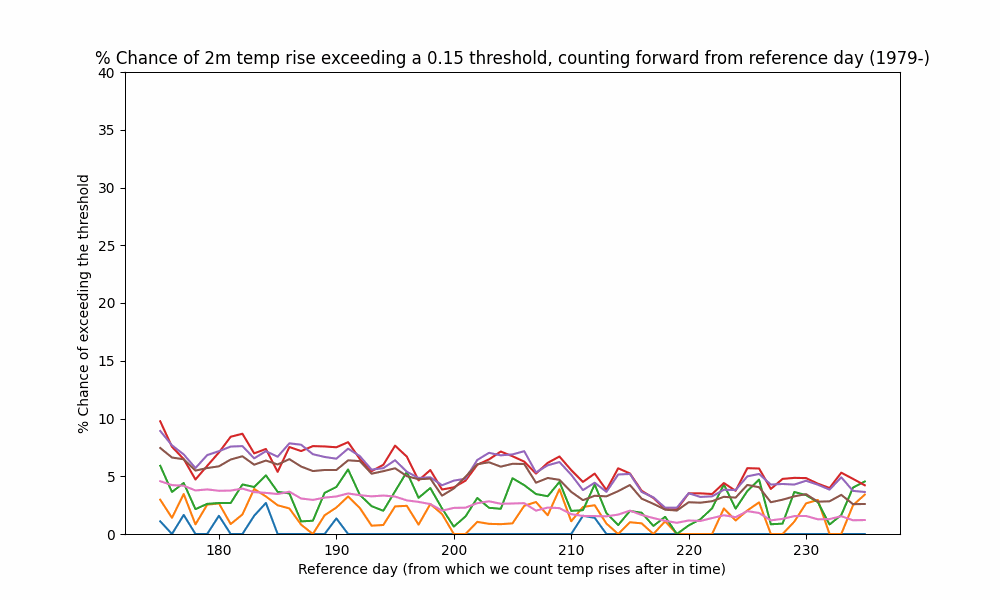 % Chance of 2m temp rise exceeding a 0.15 threshold, counting forward from reference day (1979-)
40
35
30
25
20
15
10
5
0
% Chance of exceeding the threshold
180 190 200 210 220 230
Reference day (from which we count temp rises after in time)